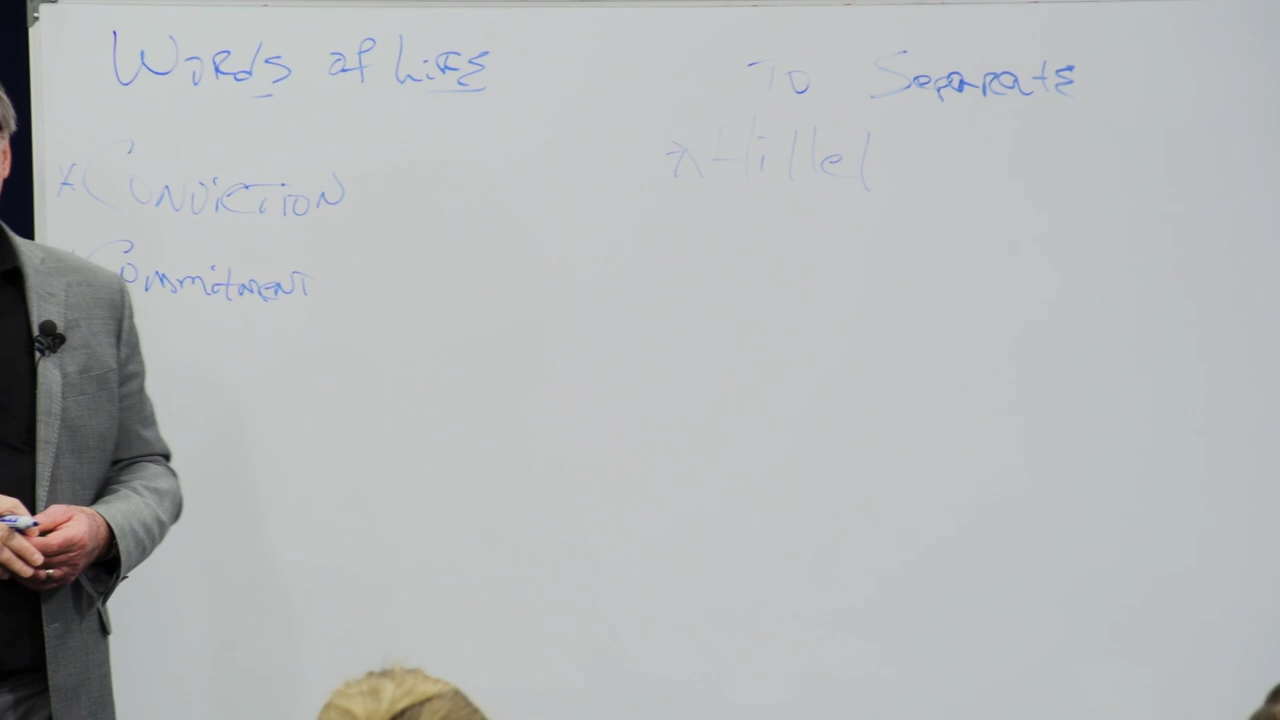 Words of Life
* Conviction
* Commitment
To Separate
* Hillel